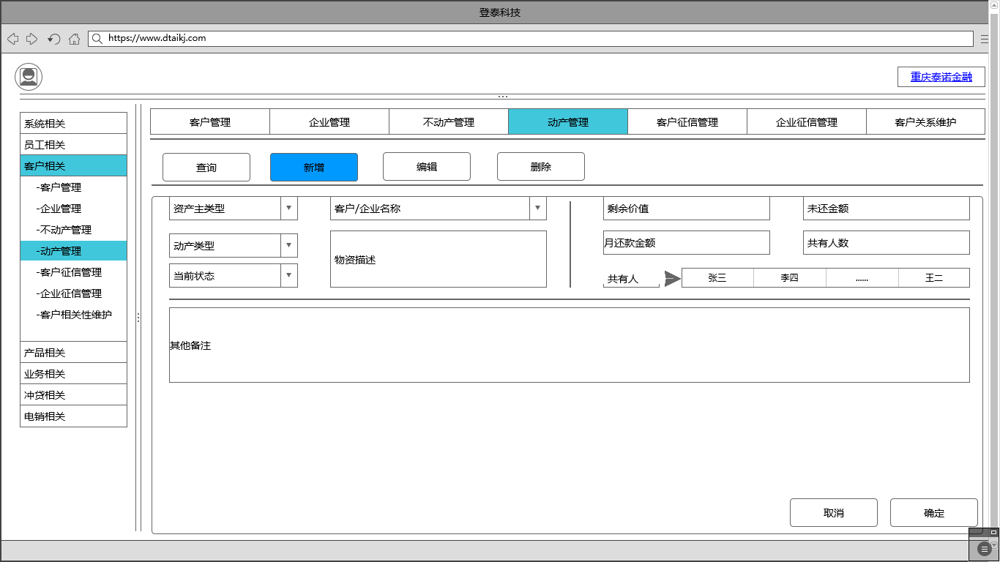 登泰科技
https://www.dtaikj.com
重庆泰诺金融
系统相关
员工相关
客户相关
-客户管理
-企业管理
-不动产管理
-动产管理
-客户征信管理
-企业征信管理
-客户相关性维护
产品相关
业务相关
冲贷相关
电销相关
客户管理 企业管理 不动产管理 动产管理 客户征信管理 企业征信管理 客户关系维护
查询 新增 编辑 删除
资产主类型 客户/企业名称 剩余价值 未还金额
动产类型 物资描述 月还款金额 共有人数
当前状态 共有人 张三 李四 ...... 王二
其他备注
取消 确定